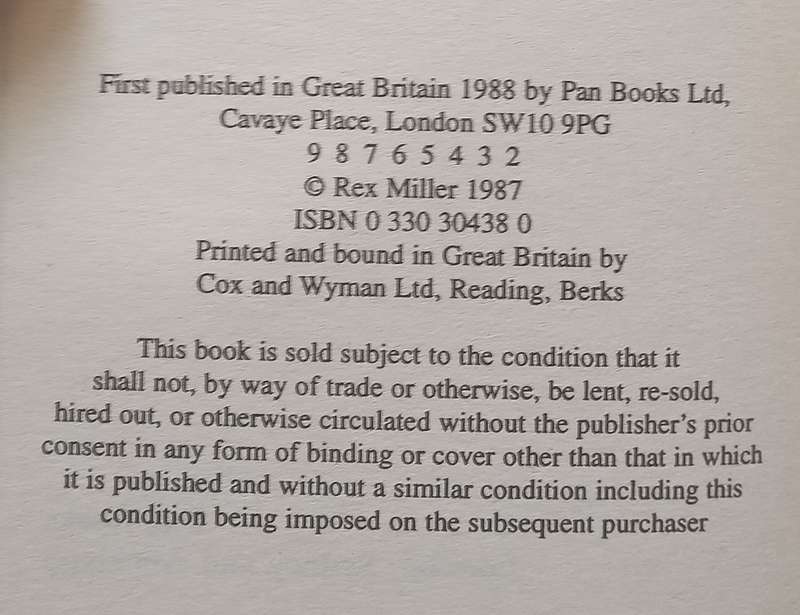 First published in Great Britain 1988 by Pan Books Ltd,
Cavaye Place, London SW10 9PG
9 8 7 6 5 4 3 2
© Rex Miller 1987
ISBN 0 330 30438 0
Printed and bound in Great Britain by
Cox and Wyman Ltd, Reading, Berks
This book is sold subject to the condition that it
shall not, by way of trade or otherwise, be lent, re-sold,
hired out, or otherwise circulated without the publisher's prior
consent in any form of binding or cover other than that in which
it is published and without a similar condition including this
condition being imposed on the subsequent purchaser